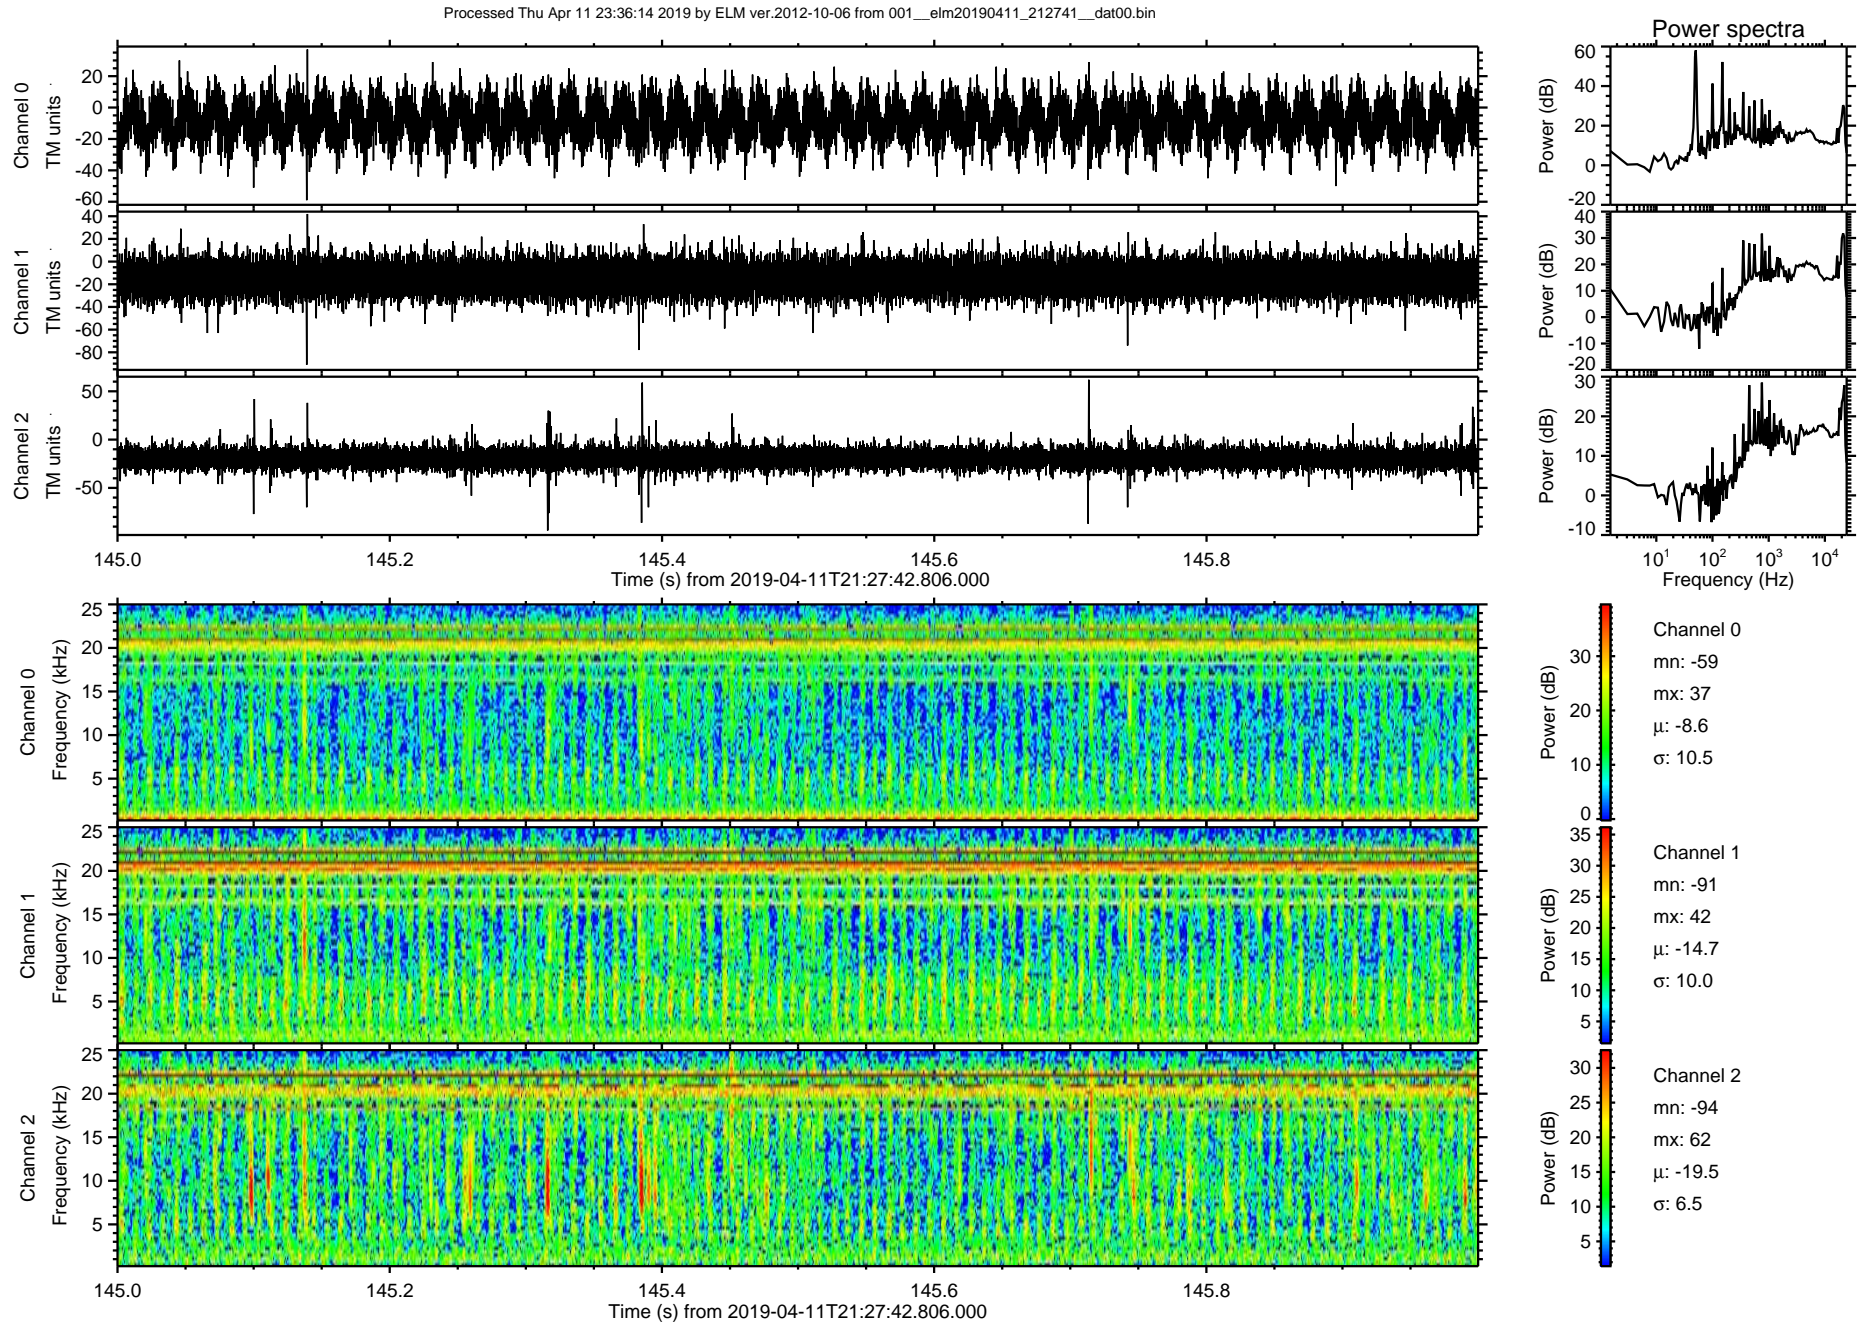 Processed Thu Apr 11 23:36:14 2019 by ELM ver.2012-10-06 from 001__elm20190411_212741__dat00.bin
Power spectra
Channel 0
TM units
20
0
-20
-40
-60
Power (dB)
60
40
20
0
-20
Channel 1
TM units
40
20
0
-20
-40
-60
-80
Power (dB)
40
30
20
10
0
-10
-20
Channel 2
TM units
50
0
-50
Power (dB)
30
20
10
0
-10
145.0 145.2 145.4 145.6 145.8
Time (s) from 2019-04-11T21:27:42.806.000
10¹ 10² 10³ 10⁴
Frequency (Hz)
Channel 0
Frequency (kHz)
25
20
15
10
5
Power (dB)
30
20
10
0
Channel 0
mn: -59
mx: 37
µ: -8.6
σ: 10.5
Channel 1
Frequency (kHz)
25
20
15
10
5
Power (dB)
35
30
25
20
15
10
5
Channel 1
mn: -91
mx: 42
µ: -14.7
σ: 10.0
Channel 2
Frequency (kHz)
25
20
15
10
5
Power (dB)
30
25
20
15
10
5
Channel 2
mn: -94
mx: 62
µ: -19.5
σ: 6.5
145.0 145.2 145.4 145.6 145.8
Time (s) from 2019-04-11T21:27:42.806.000